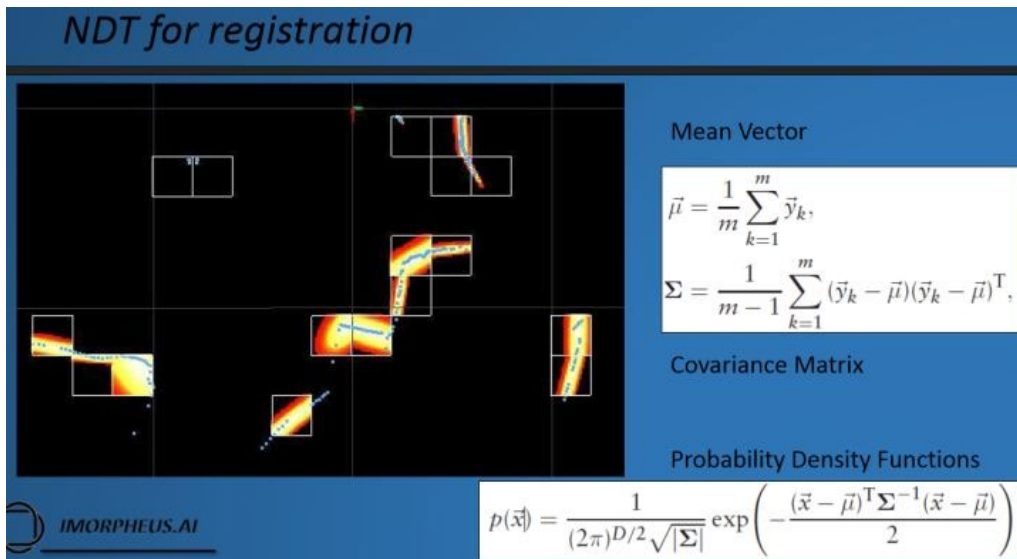 NDT for registration
Mean Vector
$\vec{\mu} = \frac{1}{m} \sum_{k=1}^{m} \vec{y}_k,$
$\mathbf{\Sigma} = \frac{1}{m-1} \sum_{k=1}^{m} (\vec{y}_k - \vec{\mu})(\vec{y}_k - \vec{\mu})^{\mathrm{T}},$
Covariance Matrix
Probability Density Functions
$p(\vec{x}) = \frac{1}{(2\pi)^{D/2} \sqrt{|\mathbf{\Sigma}|}} \exp\left(-\frac{(\vec{x} - \vec{\mu})^{\mathrm{T}} \mathbf{\Sigma}^{-1} (\vec{x} - \vec{\mu})}{2}\right)$
IMORPHEUS.AI